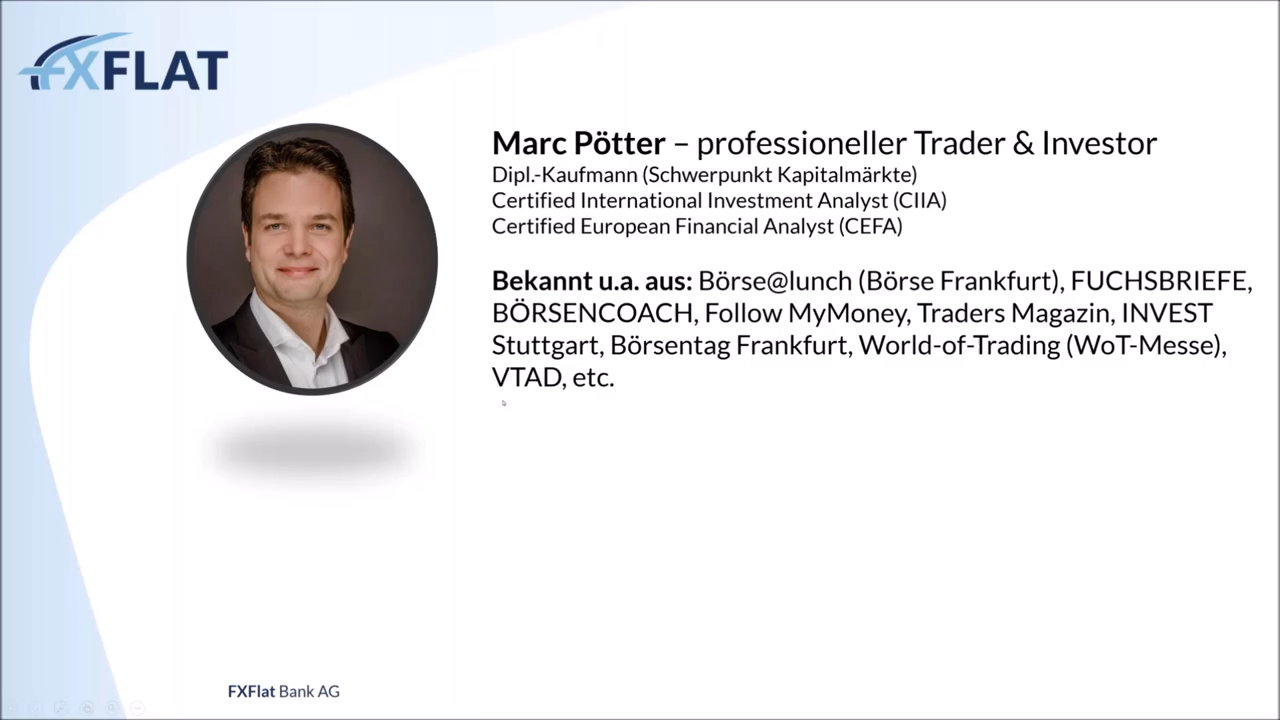 FXFLAT
Marc Pötter – professioneller Trader & Investor
Dipl.-Kaufmann (Schwerpunkt Kapitalmärkte)
Certified International Investment Analyst (CIIA)
Certified European Financial Analyst (CEFA)
Bekannt u.a. aus: Börse@lunch (Börse Frankfurt), FUCHSBRIEFE,
BÖRSENCOACH, Follow MyMoney, Traders Magazin, INVEST
Stuttgart, Börsentag Frankfurt, World-of-Trading (WoT-Messe),
VTAD, etc.
FXFlat Bank AG